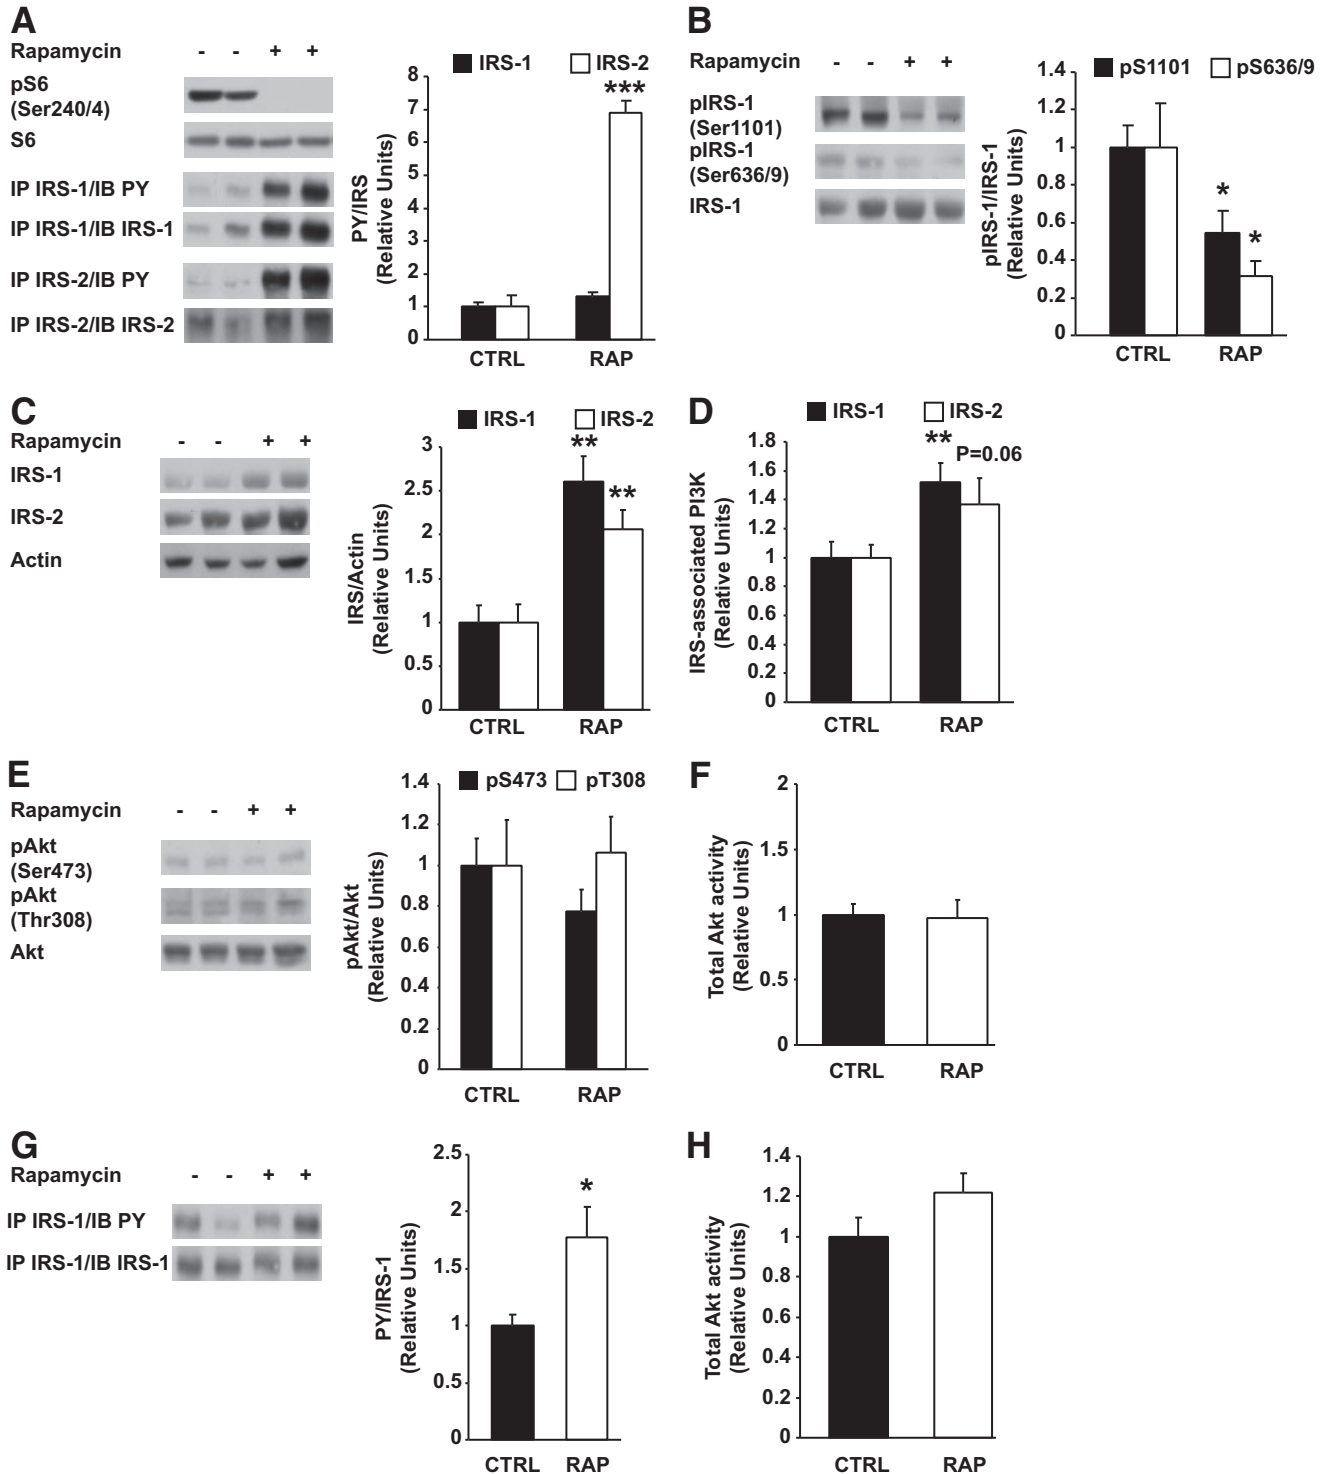 A
Rapamycin - - + +
pS6
(Ser240/4)
S6
IP IRS-1/IB PY
IP IRS-1/IB IRS-1
IP IRS-2/IB PY
IP IRS-2/IB IRS-2
IRS-1 IRS-2
***
8
7
6
5
4
3
2
1
0
PY/IRS
(Relative Units)
CTRL RAP
B
Rapamycin - - + +
pIRS-1
(Ser1101)
pIRS-1
(Ser636/9)
IRS-1
pS1101 pS636/9
1.4
1.2
1
0.8
0.6
0.4
0.2
0
pIRS-1/IRS-1
(Relative Units)
*
*
CTRL RAP
C
Rapamycin - - + +
IRS-1
IRS-2
Actin
IRS-1 IRS-2
3
2.5
2
1.5
1
0.5
0
IRS/Actin
(Relative Units)
**
**
CTRL RAP
D
IRS-1 IRS-2
1.8
1.6
1.4
1.2
1
0.8
0.6
0.4
0.2
0
IRS-associated PI3K
(Relative Units)
**
P=0.06
CTRL RAP
E
Rapamycin - - + +
pAkt
(Ser473)
pAkt
(Thr308)
Akt
pS473 pT308
1.4
1.2
1
0.8
0.6
0.4
0.2
0
pAkt/Akt
(Relative Units)
CTRL RAP
F
2
1.5
1
0.5
0
Total Akt activity
(Relative Units)
CTRL RAP
G
Rapamycin - - + +
IP IRS-1/IB PY
IP IRS-1/IB IRS-1
2.5
2
1.5
1
0.5
0
PY/IRS-1
(Relative Units)
*
CTRL RAP
H
1.4
1.2
1
0.8
0.6
0.4
0.2
0
Total Akt activity
(Relative Units)
CTRL RAP